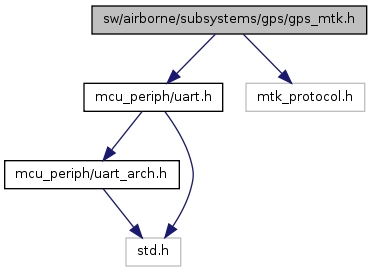 sw/airborne/subsystems/gps/gps_mtk.h
mcu_periph/uart.h
mtk_protocol.h
mcu_periph/uart_arch.h
std.h